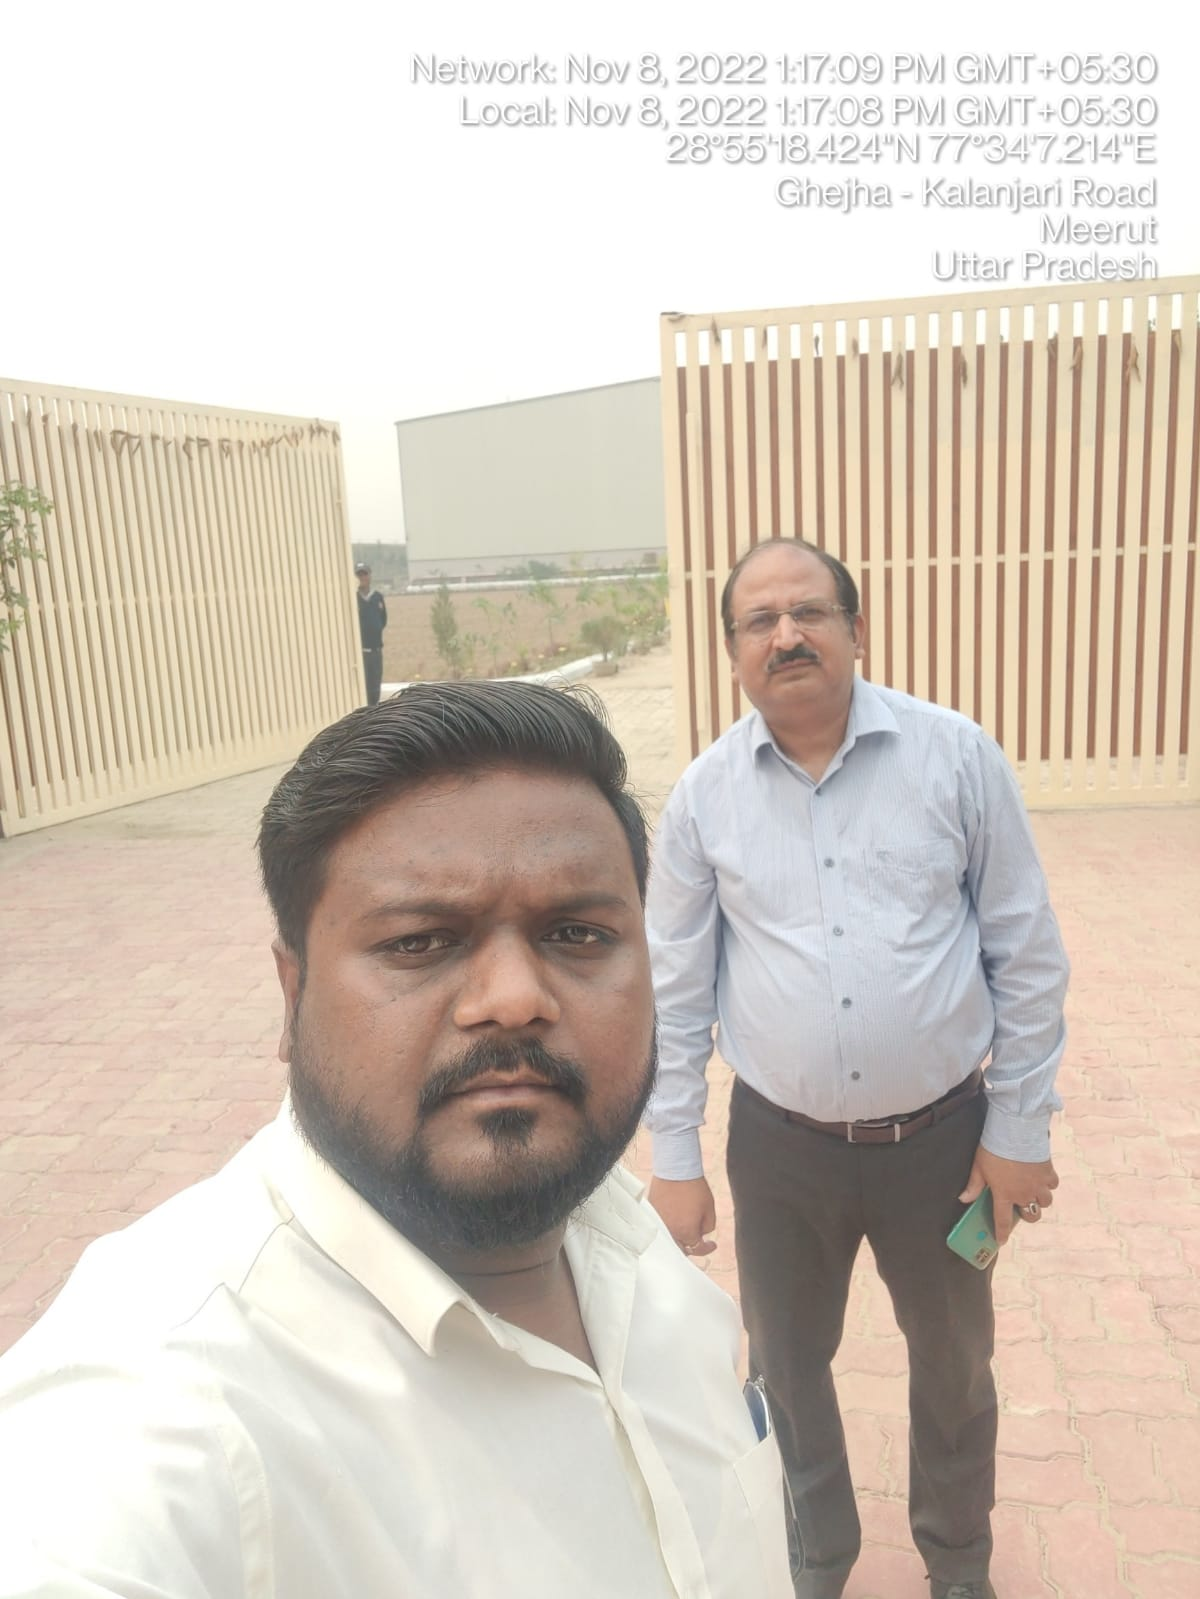 Network: Nov 8, 2022 1:17:09 PM GMT+05:30
Local: Nov 8, 2022 1:17:08 PM GMT+05:30
28°55'18.424"N 77°34'7.214"E
Ghejha - Kalanjari Road
Meerut
Uttar Pradesh